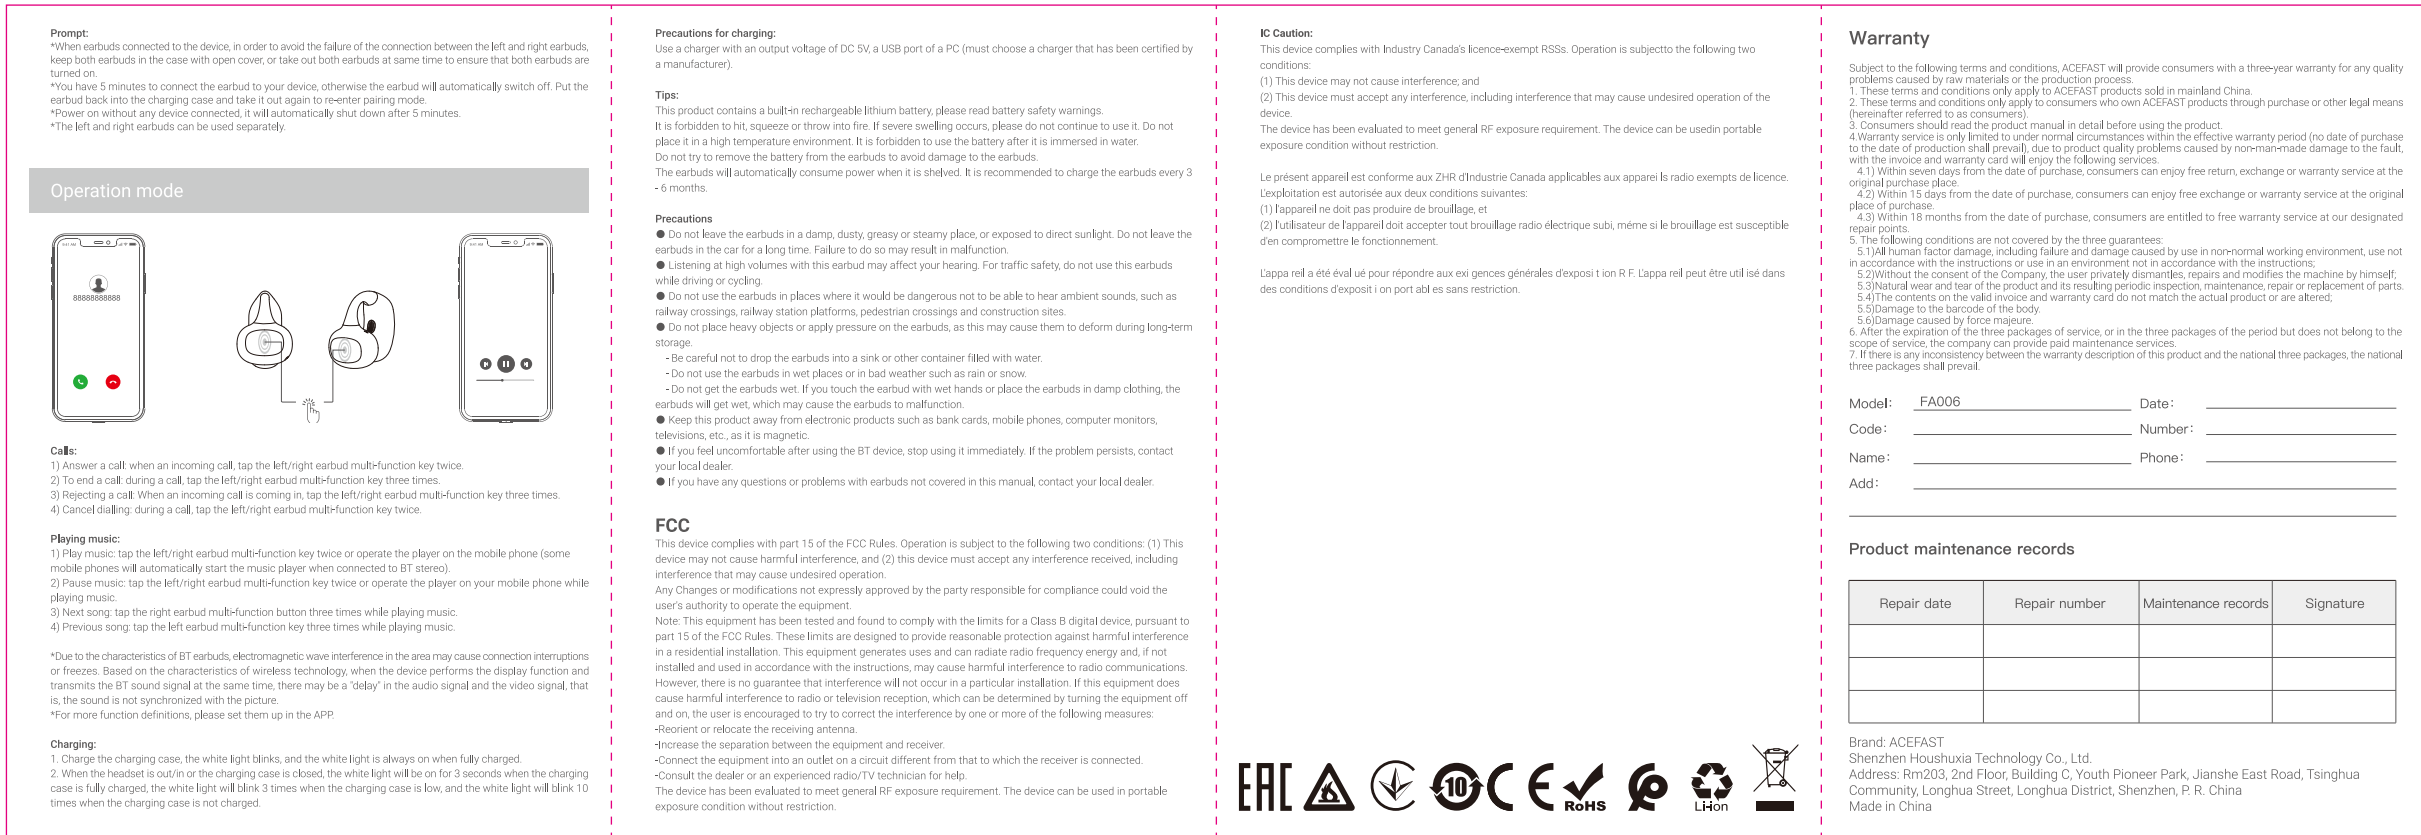 Prompt:
*When earbuds connected to the device, in order to avoid the failure of the connection between the left and right earbuds,
keep both earbuds in the case with open cover, or take out both earbuds at same time to ensure that both earbuds are
turned on.
*You have 5 minutes to connect the earbud to your device, otherwise the earbud will automatically switch off. Put the
earbud back into the charging case and take it out again to re-enter pairing mode.
*Power on without any device connected, it will automatically shut down after 5 minutes.
*The left and right earbuds can be used separately.
Operation mode
9:41 AM
88888888888
9:41 AM
Calls:
1) Answer a call: when an incoming call, tap the left/right earbud multi-function key twice.
2) To end a call: during a call, tap the left/right earbud multi-function key three times.
3) Rejecting a call: When an incoming call is coming in, tap the left/right earbud multi-function key three times.
4) Cancel dialling: during a call, tap the left/right earbud multi-function key twice.
Playing music:
1) Play music: tap the left/right earbud multi-function key twice or operate the player on the mobile phone (some
mobile phones will automatically start the music player when connected to BT stereo).
2) Pause music: tap the left/right earbud multi-function key twice or operate the player on your mobile phone while
playing music.
3) Next song: tap the right earbud multi-function button three times while playing music.
4) Previous song: tap the left earbud multi-function key three times while playing music.
*Due to the characteristics of BT earbuds, electromagnetic wave interference in the area may cause connection interruptions
or freezes. Based on the characteristics of wireless technology, when the device performs the display function and
transmits the BT sound signal at the same time, there may be a "delay" in the audio signal and the video signal, that
is, the sound is not synchronized with the picture.
*For more function definitions, please set them up in the APP.
Charging:
1. Charge the charging case, the white light blinks, and the white light is always on when fully charged.
2. When the headset is out/in or the charging case is closed, the white light will be on for 3 seconds when the charging
case is fully charged, the white light will blink 3 times when the charging case is low, and the white light will blink 10
times when the charging case is not charged.
Precautions for charging:
Use a charger with an output voltage of DC 5V, a USB port of a PC (must choose a charger that has been certified by
a manufacturer).
Tips:
This product contains a built-in rechargeable lithium battery, please read battery safety warnings.
It is forbidden to hit, squeeze or throw into fire. If severe swelling occurs, please do not continue to use it. Do not
place it in a high temperature environment. It is forbidden to use the battery after it is immersed in water.
Do not try to remove the battery from the earbuds to avoid damage to the earbuds.
The earbuds will automatically consume power when it is shelved. It is recommended to charge the earbuds every 3
- 6 months.
Precautions
● Do not leave the earbuds in a damp, dusty, greasy or steamy place, or exposed to direct sunlight. Do not leave the
earbuds in the car for a long time. Failure to do so may result in malfunction.
● Listening at high volumes with this earbud may affect your hearing. For traffic safety, do not use this earbuds
while driving or cycling.
● Do not use the earbuds in places where it would be dangerous not to be able to hear ambient sounds, such as
railway crossings, railway station platforms, pedestrian crossings and construction sites.
● Do not place heavy objects or apply pressure on the earbuds, as this may cause them to deform during long-term
storage.
- Be careful not to drop the earbuds into a sink or other container filled with water.
- Do not use the earbuds in wet places or in bad weather such as rain or snow.
- Do not get the earbuds wet. If you touch the earbud with wet hands or place the earbuds in damp clothing, the
earbuds will get wet, which may cause the earbuds to malfunction.
● Keep this product away from electronic products such as bank cards, mobile phones, computer monitors,
televisions, etc., as it is magnetic.
● If you feel uncomfortable after using the BT device, stop using it immediately. If the problem persists, contact
your local dealer.
● If you have any questions or problems with earbuds not covered in this manual, contact your local dealer.
FCC
This device complies with part 15 of the FCC Rules. Operation is subject to the following two conditions: (1) This
device may not cause harmful interference, and (2) this device must accept any interference received, including
interference that may cause undesired operation.
Any Changes or modifications not expressly approved by the party responsible for compliance could void the
user's authority to operate the equipment.
Note: This equipment has been tested and found to comply with the limits for a Class B digital device, pursuant to
part 15 of the FCC Rules. These limits are designed to provide reasonable protection against harmful interference
in a residential installation. This equipment generates uses and can radiate radio frequency energy and, if not
installed and used in accordance with the instructions, may cause harmful interference to radio communications.
However, there is no guarantee that interference will not occur in a particular installation. If this equipment does
cause harmful interference to radio or television reception, which can be determined by turning the equipment off
and on, the user is encouraged to try to correct the interference by one or more of the following measures:
-Reorient or relocate the receiving antenna.
-Increase the separation between the equipment and receiver.
-Connect the equipment into an outlet on a circuit different from that to which the receiver is connected.
-Consult the dealer or an experienced radio/TV technician for help.
The device has been evaluated to meet general RF exposure requirement. The device can be used in portable
exposure condition without restriction.
IC Caution:
This device complies with Industry Canada's licence-exempt RSSs. Operation is subjectto the following two
conditions:
(1) This device may not cause interference; and
(2) This device must accept any interference, including interference that may cause undesired operation of the
device.
The device has been evaluated to meet general RF exposure requirement. The device can be usedin portable
exposure condition without restriction.
Le présent appareil est conforme aux ZHR d'Industrie Canada applicables aux apparei ls radio exempts de licence.
L'exploitation est autorisée aux deux conditions suivantes:
(1) l'appareil ne doit pas produire de brouillage, et
(2) l'utilisateur de l'appareil doit accepter tout brouillage radio électrique subi, méme si le brouillage est susceptible
d'en compromettre le fonctionnement.
L'appa reil a été éval ué pour répondre aux exi gences générales d'exposi t ion R F. L'appa reil peut être util isé dans
des conditions d'exposit i on port abl es sans restriction.
EAC
10
CE
RoHS
Li-ion
Warranty
Subject to the following terms and conditions, ACEFAST will provide consumers with a three-year warranty for any quality
problems caused by raw materials or the production process.
1. These terms and conditions only apply to ACEFAST products sold in mainland China.
2. These terms and conditions only apply to consumers who own ACEFAST products through purchase or other legal means
(hereinafter referred to as consumers).
3. Consumers should read the product manual in detail before using the product.
4.Warranty service is only limited to under normal circumstances within the effective warranty period (no date of purchase
to the date of production shall prevail), due to product quality problems caused by non-man-made damage to the fault,
with the invoice and warranty card will enjoy the following services.
4.1) Within seven days from the date of purchase, consumers can enjoy free return, exchange or warranty service at the
original purchase place.
4.2) Within 15 days from the date of purchase, consumers can enjoy free exchange or warranty service at the original
place of purchase.
4.3) Within 18 months from the date of purchase, consumers are entitled to free warranty service at our designated
repair points.
5. The following conditions are not covered by the three guarantees:
5.1)All human factor damage, including failure and damage caused by use in non-normal working environment, use not
in accordance with the instructions or use in an environment not in accordance with the instructions;
5.2)Without the consent of the Company, the user privately dismantles, repairs and modifies the machine by himself;
5.3)Natural wear and tear of the product and its resulting periodic inspection, maintenance, repair or replacement of parts.
5.4)The contents on the valid invoice and warranty card do not match the actual product or are altered;
5.5)Damage to the barcode of the body.
5.6)Damage caused by force majeure.
6. After the expiration of the three packages of service, or in the three packages of the period but does not belong to the
scope of service, the company can provide paid maintenance services.
7. If there is any inconsistency between the warranty description of this product and the national three packages, the national
three packages shall prevail.
Model: FA006 Date:
Code: Number:
Name: Phone:
Add:
Product maintenance records
Repair date Repair number Maintenance records Signature
Brand: ACEFAST
Shenzhen Houshuxia Technology Co., Ltd.
Address: Rm203, 2nd Floor, Building C, Youth Pioneer Park, Jianshe East Road, Tsinghua
Community, Longhua Street, Longhua District, Shenzhen, P. R. China
Made in China